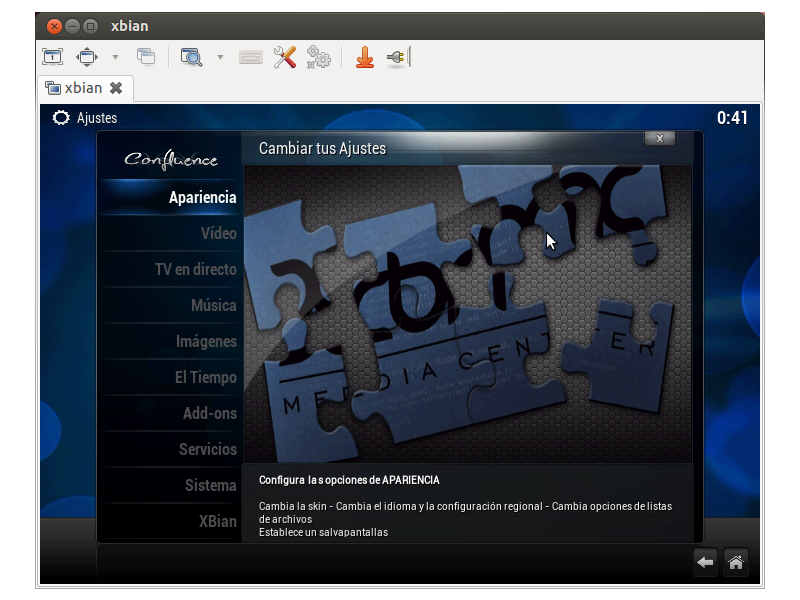 xbian
xbian
Ajustes
0:41
Confluence
Cambiar tus Ajustes
x
Apariencia
Vídeo
TV en directo
Música
Imágenes
El Tiempo
Add-ons
Servicios
Sistema
XBian
MEDIA CENTER
Configura las opciones de APARIENCIA
Cambia la skin - Cambia el idioma y la configuración regional - Cambia opciones de listas
de archivos
Establece un salvapantallas